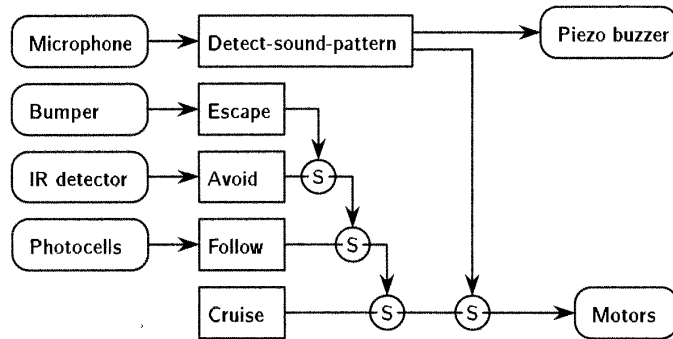 Microphone
Detect-sound-pattern
Piezo buzzer
Bumper
Escape
IR detector
Avoid
S
Photocells
Follow
S
Cruise
S
S
Motors